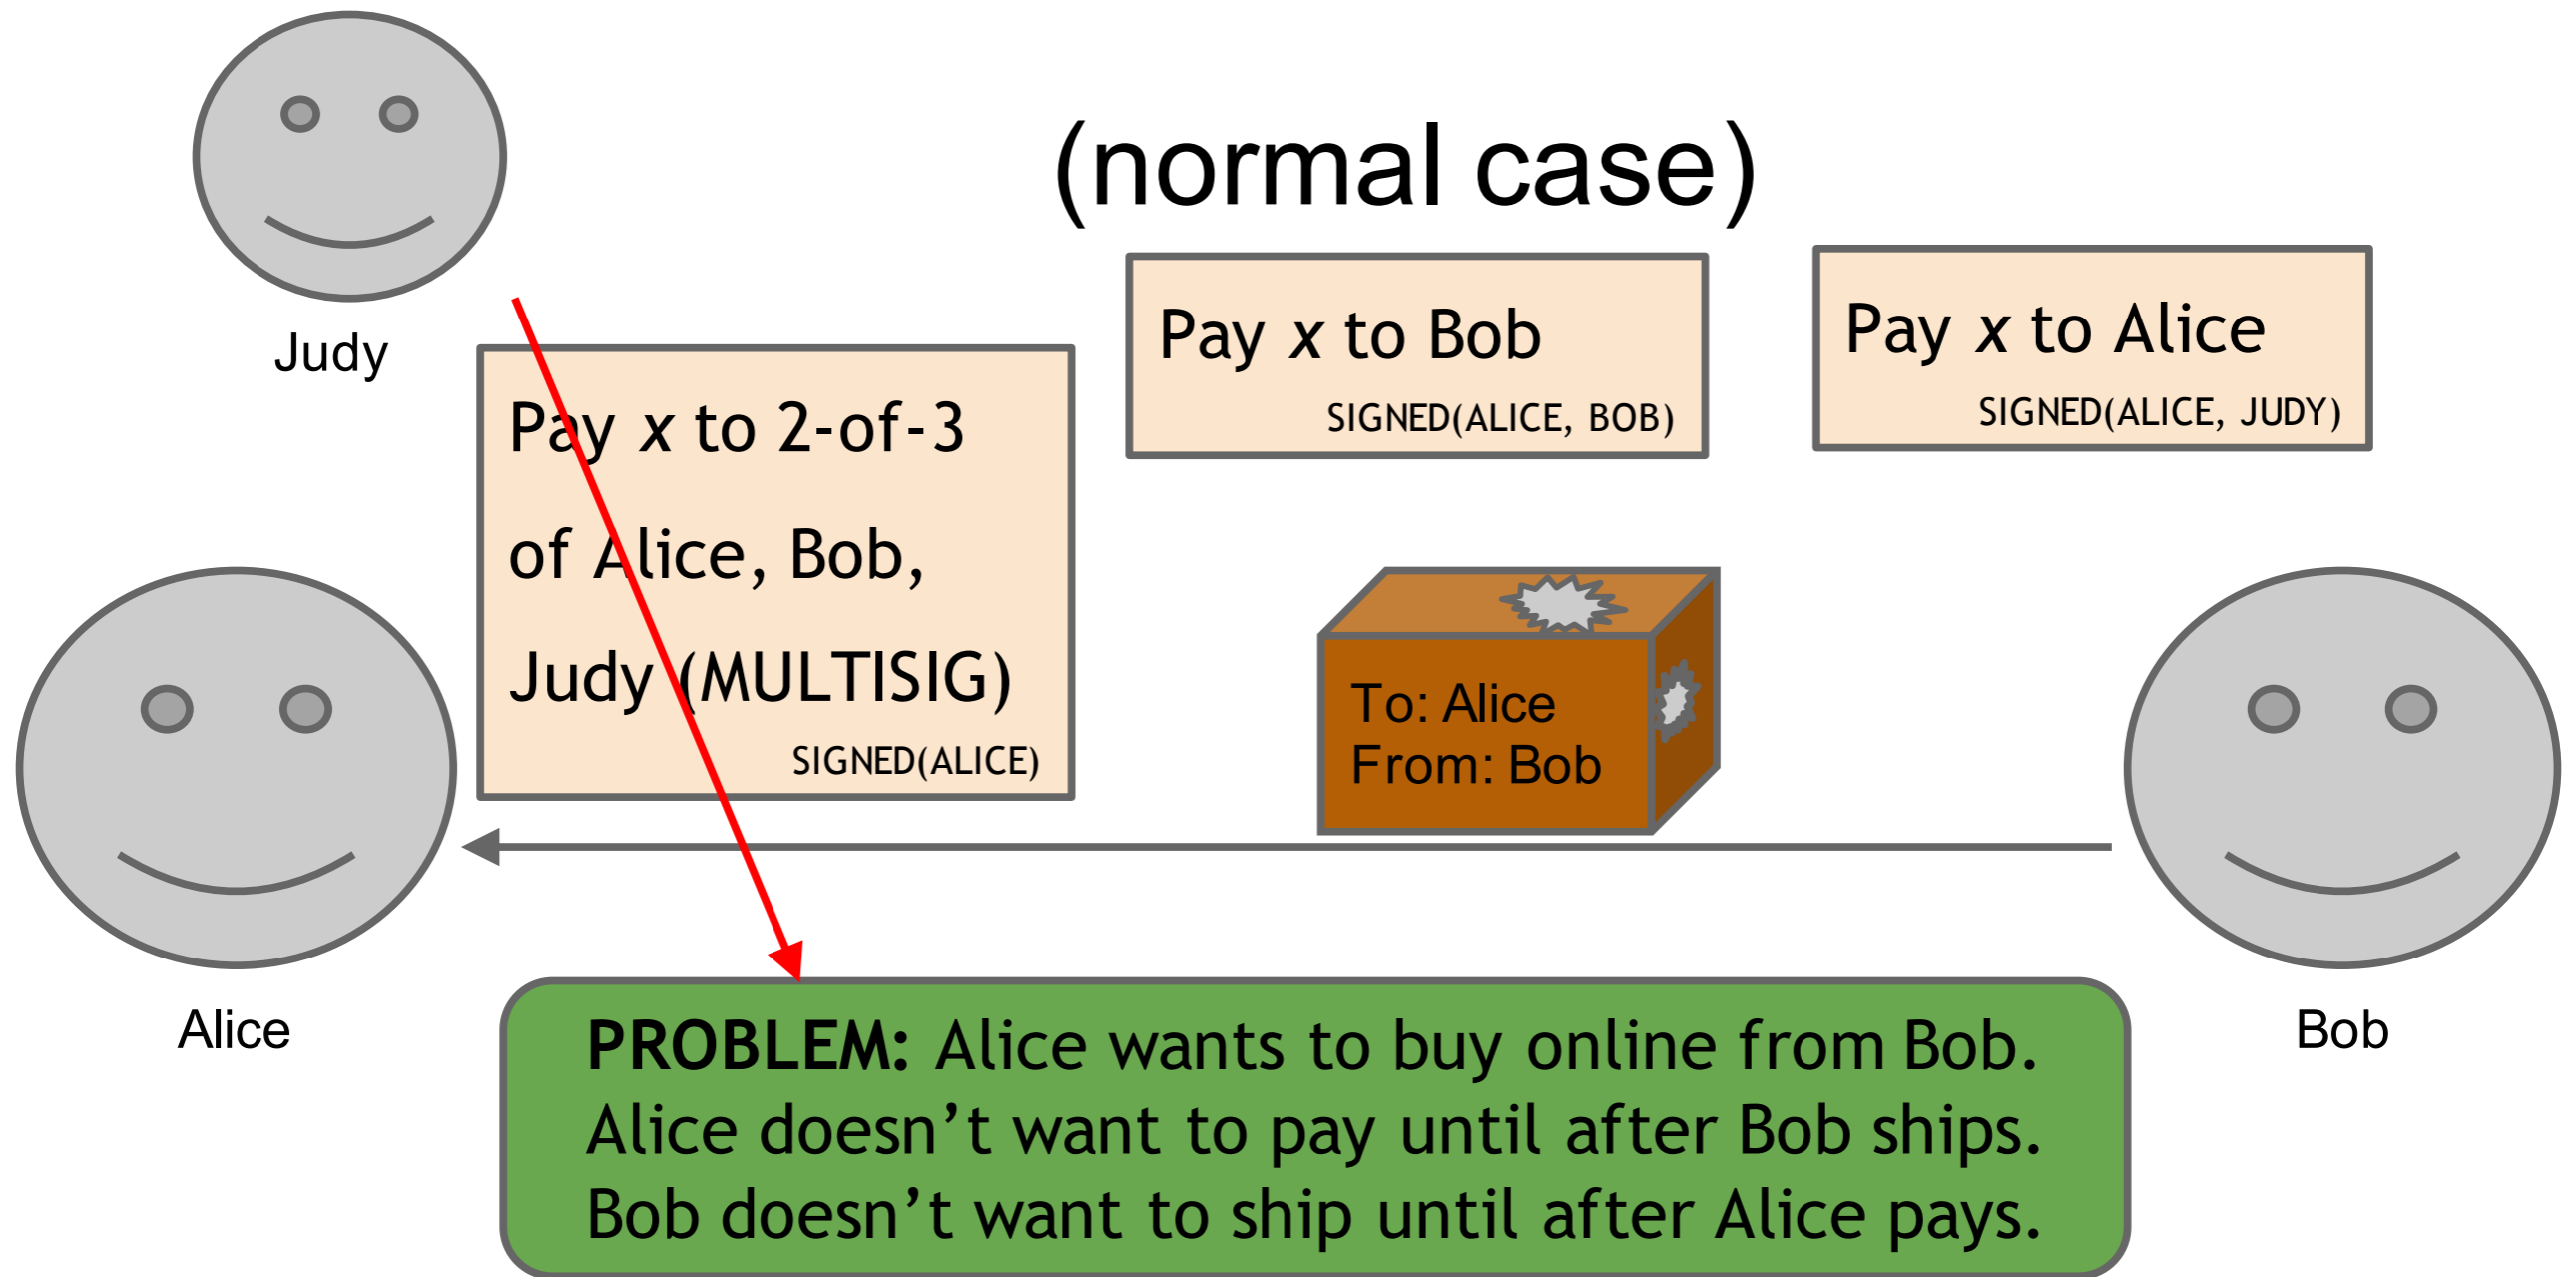 (normal case)
Judy
Pay x to 2-of-3
of Alice, Bob,
Judy (MULTISIG)
SIGNED(ALICE)
Pay x to Bob
SIGNED(ALICE, BOB)
Pay x to Alice
SIGNED(ALICE, JUDY)
To: Alice
From: Bob
Alice
Bob
PROBLEM: Alice wants to buy online from Bob.
Alice doesn’t want to pay until after Bob ships.
Bob doesn’t want to ship until after Alice pays.